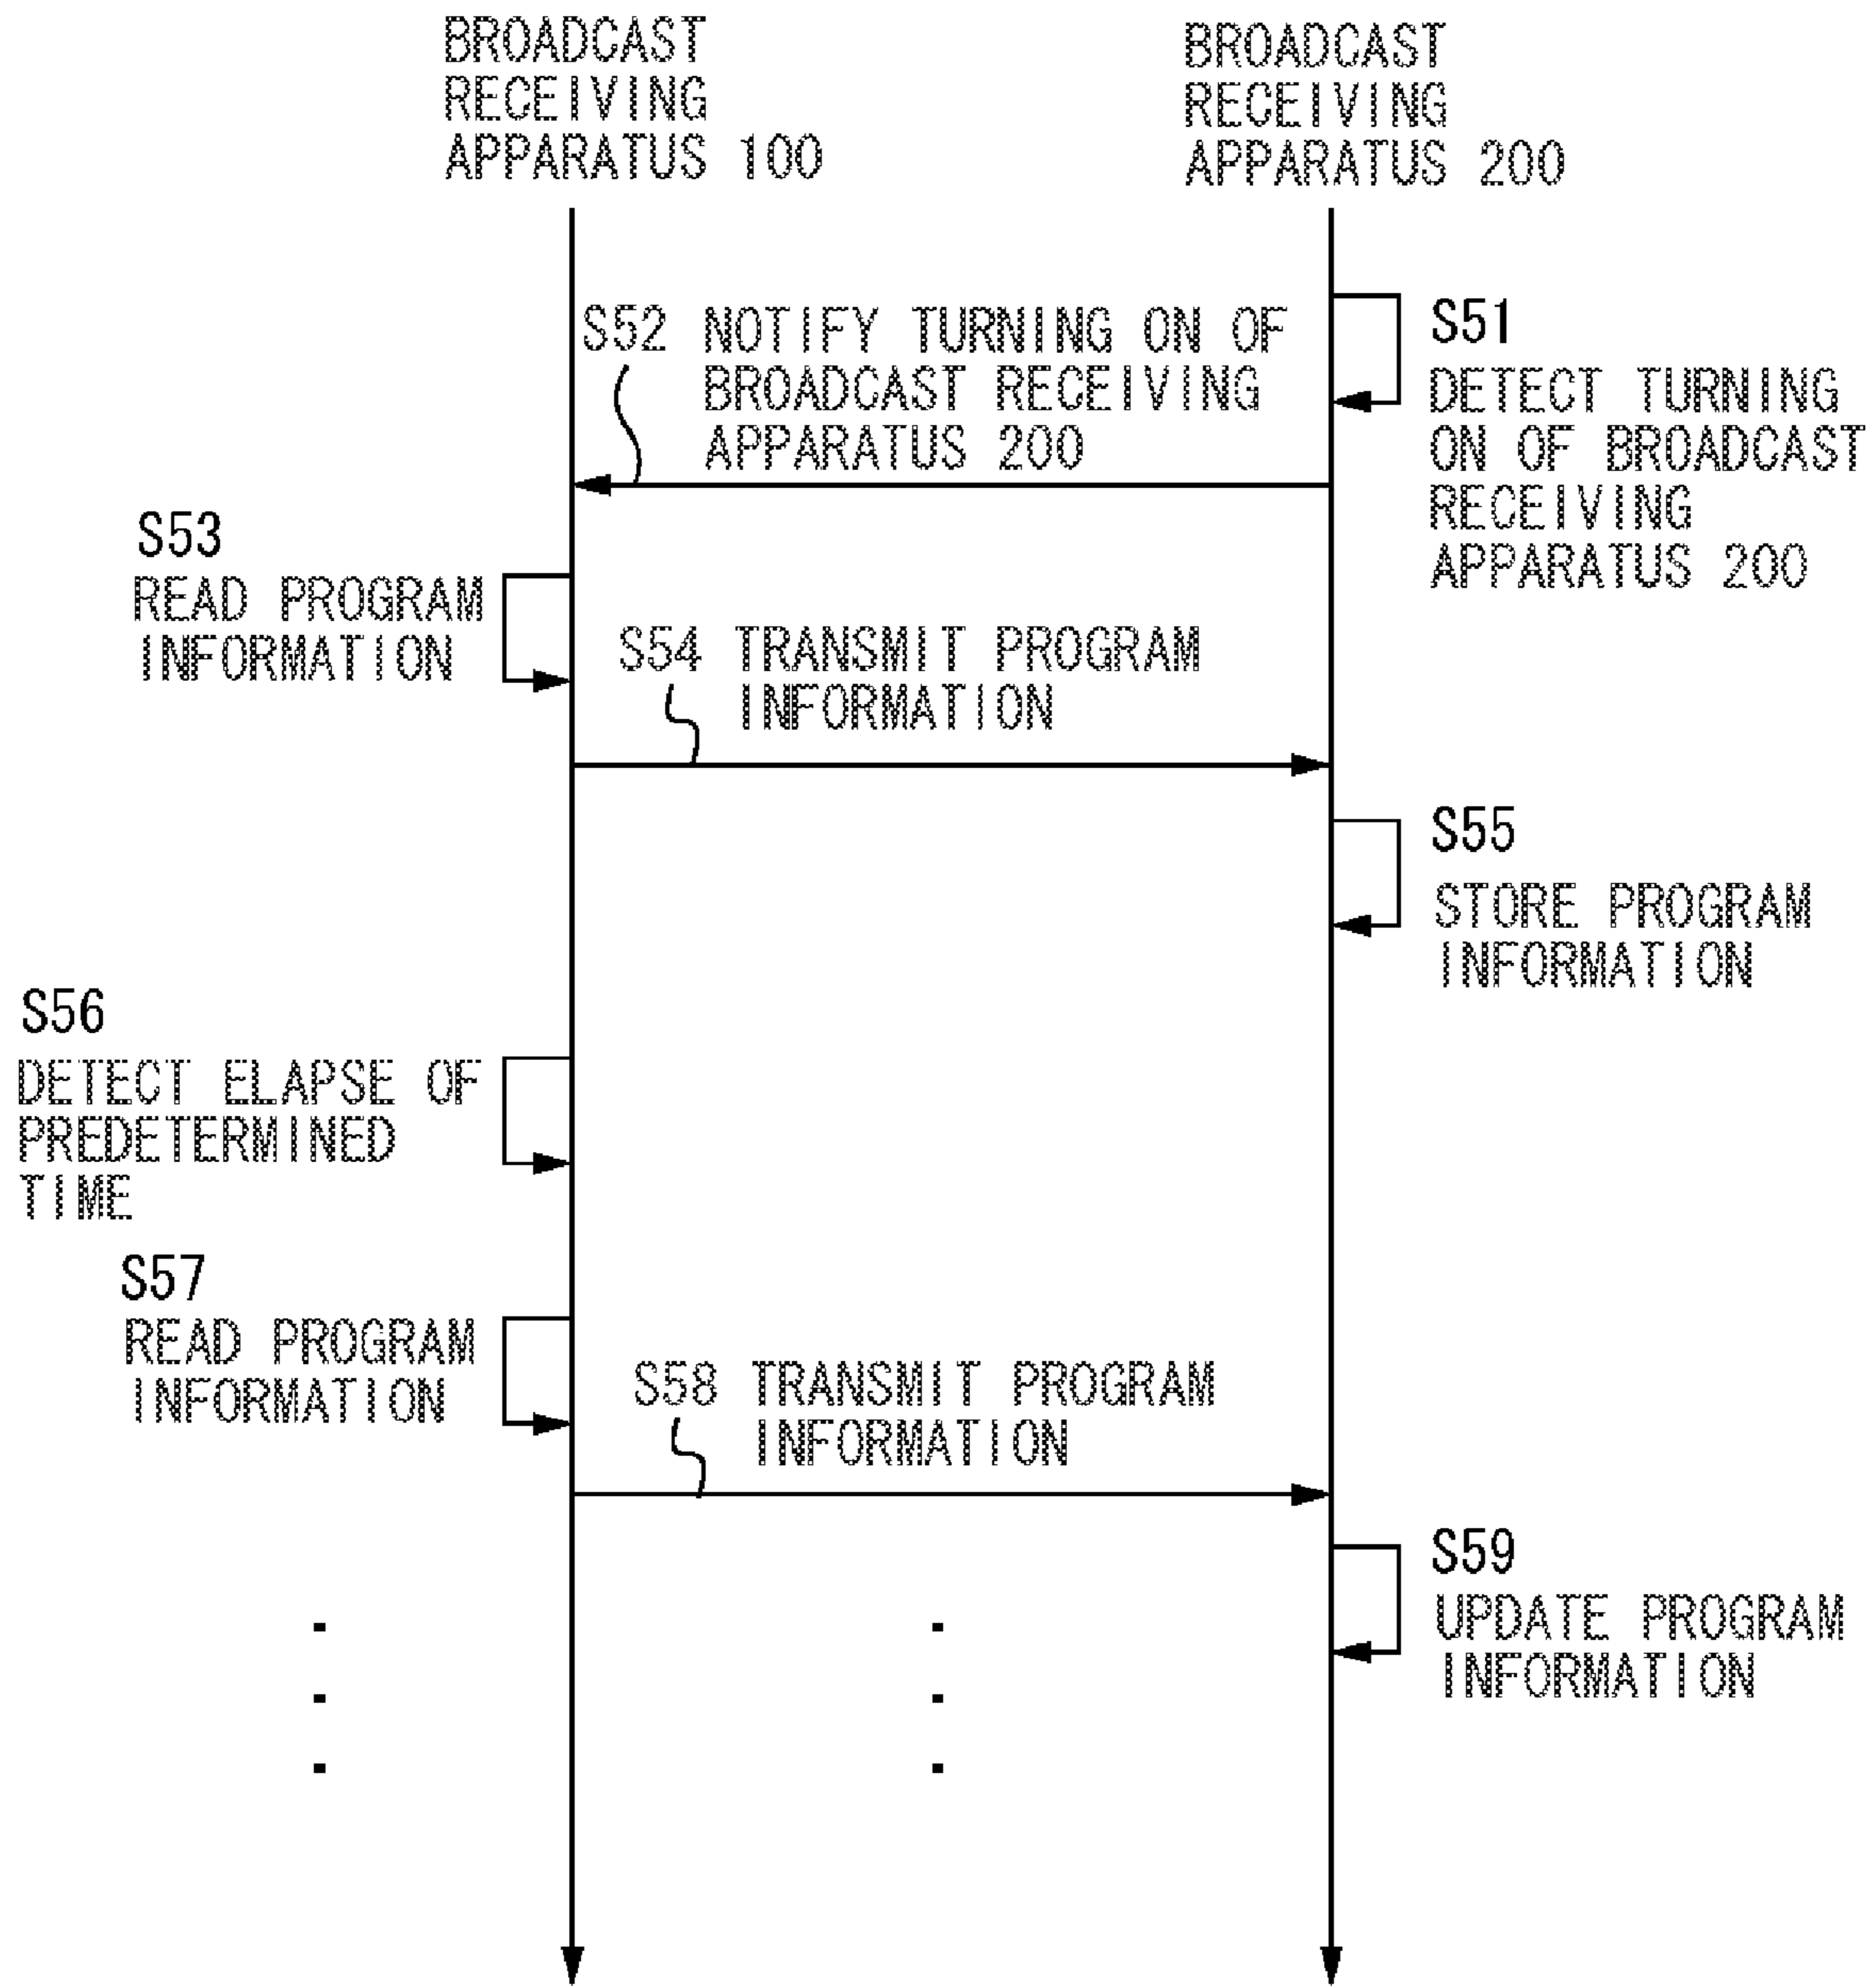 BROADCAST
RECEIVING
APPARATUS 100
BROADCAST
RECEIVING
APPARATUS 200
S51
DETECT TURNING
ON OF BROADCAST
RECEIVING
APPARATUS 200
S52 NOTIFY TURNING ON OF
BROADCAST RECEIVING
APPARATUS 200
S53
READ PROGRAM
INFORMATION
S54 TRANSMIT PROGRAM
INFORMATION
S55
STORE PROGRAM
INFORMATION
S56
DETECT ELAPSE OF
PREDETERMINED
TIME
S57
READ PROGRAM
INFORMATION
S58 TRANSMIT PROGRAM
INFORMATION
S59
UPDATE PROGRAM
INFORMATION